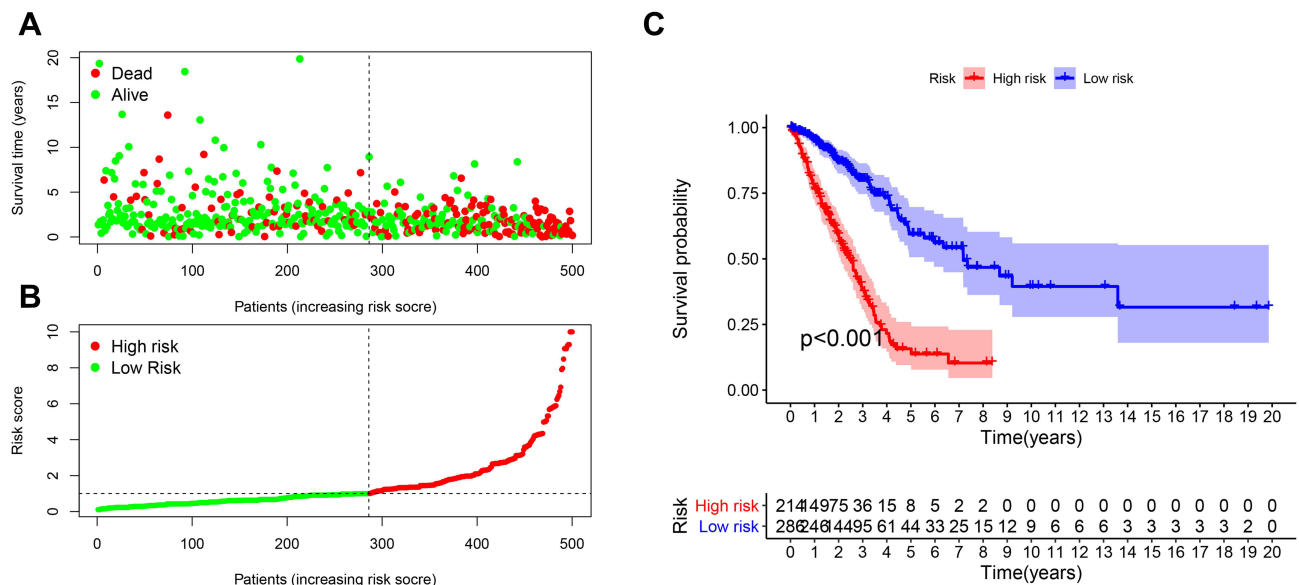 A
Survival time (years)
20
15
10
5
0
Dead
Alive
0 100 200 300 400 500
Patients (increasing risk socre)
B
Risk score
10
8
6
4
2
0
High risk
Low Risk
0 100 200 300 400 500
Patients (increasing risk socre)
C
Risk High risk Low risk
Survival probability
1.00
0.75
0.50
0.25
0.00
p<0.001
0 1 2 3 4 5 6 7 8 9 10 11 12 13 14 15 16 17 18 19 20
Time(years)
Risk
High risk 214 149 75 36 15 8 5 2 2 0 0 0 0 0 0 0 0 0 0 0 0
Low risk 286 246 144 95 61 44 33 25 15 12 9 6 6 6 3 3 3 3 3 2 0
0 1 2 3 4 5 6 7 8 9 10 11 12 13 14 15 16 17 18 19 20
Time(years)